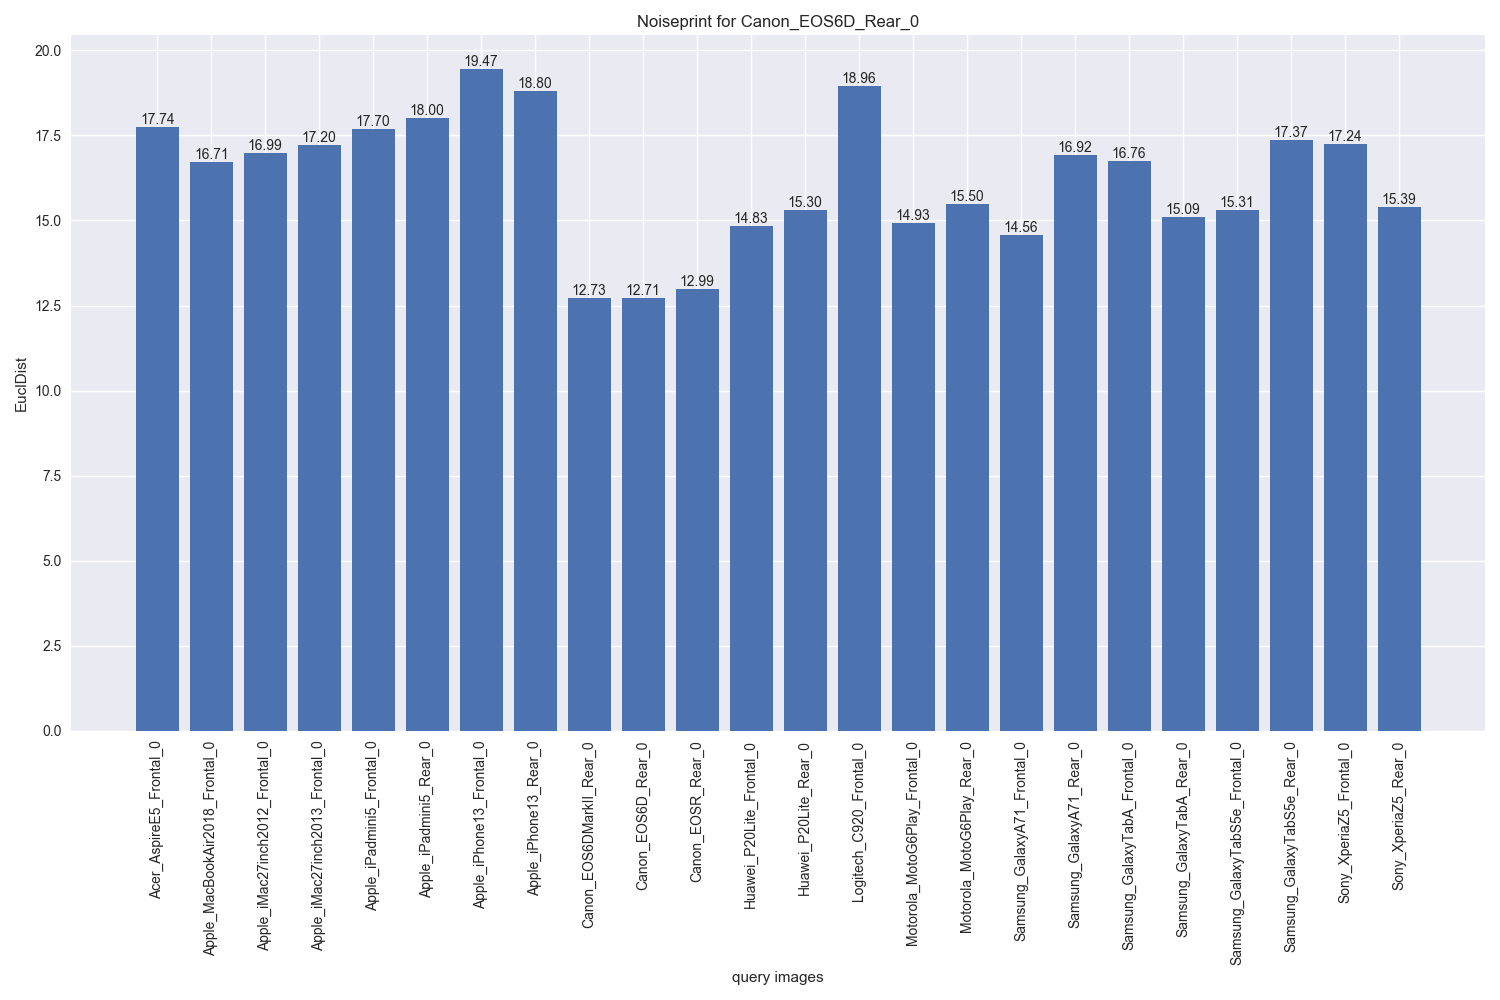 Noiseprint for Canon_EOS6D_Rear_0
20.0
17.5
15.0
12.5
10.0
7.5
5.0
2.5
0.0
EuclDist
17.74
16.71
16.99
17.20
17.70
18.00
19.47
18.80
12.73
12.71
12.99
14.83
15.30
18.96
14.93
15.50
14.56
16.92
16.76
15.09
15.31
17.37
17.24
15.39
Acer_AspireE5_Frontal_0
Apple_MacBookAir2018_Frontal_0
Apple_iMac27inch2012_Frontal_0
Apple_iMac27inch2013_Frontal_0
Apple_iPadmini5_Frontal_0
Apple_iPadmini5_Rear_0
Apple_iPhone13_Frontal_0
Apple_iPhone13_Rear_0
Canon_EOS6DMarkII_Rear_0
Canon_EOS6D_Rear_0
Canon_EOSR_Rear_0
Huawei_P20Lite_Frontal_0
Huawei_P20Lite_Rear_0
Logitech_C920_Frontal_0
Motorola_MotoG6Play_Frontal_0
Motorola_MotoG6Play_Rear_0
Samsung_GalaxyA71_Frontal_0
Samsung_GalaxyA71_Rear_0
Samsung_GalaxyTabA_Frontal_0
Samsung_GalaxyTabA_Rear_0
Samsung_GalaxyTabS5e_Frontal_0
Samsung_GalaxyTabS5e_Rear_0
Sony_XperiaZ5_Frontal_0
Sony_XperiaZ5_Rear_0
query images